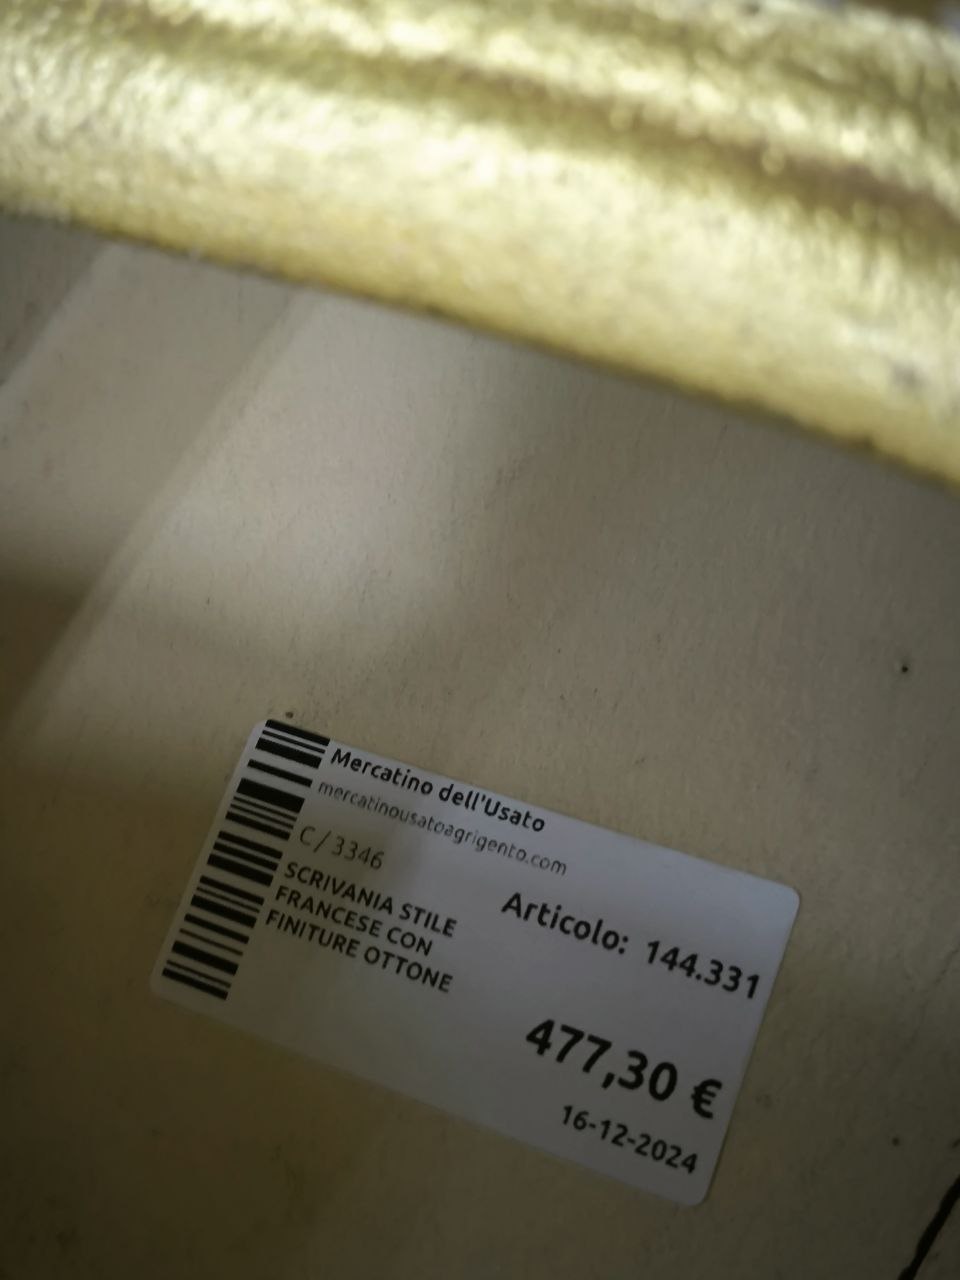 Mercatino dell'Usato
mercatinousatoagrigento.com
C / 3346
SCRIVANIA STILE
FRANCESE CON
FINITURE OTTONE
Articolo: 144.331
477,30 €
16-12-2024